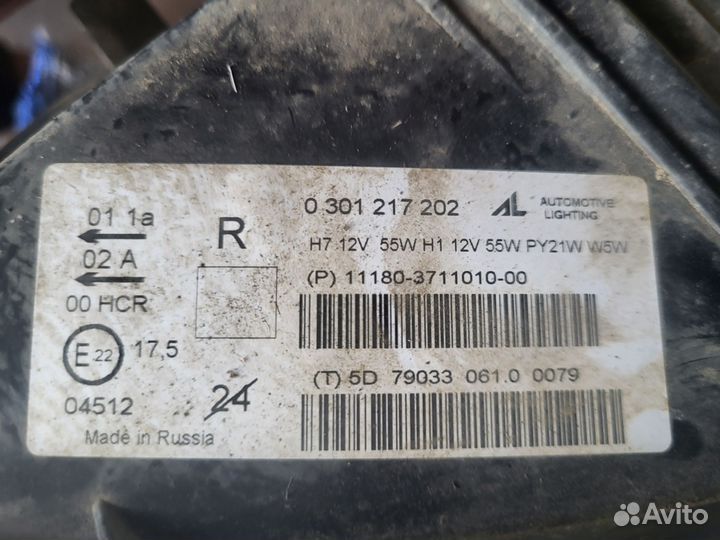 01 1a
02 A
00 HCR
E 22 17,5
04512
R
24
Made in Russia
0 301 217 202 AL AUTOMOTIVE LIGHTING
H7 12V 55W H1 12V 55W PY21W W5W
(P) 11180-3711010-00
(T) 5D 79033 061.0 0079
Avito